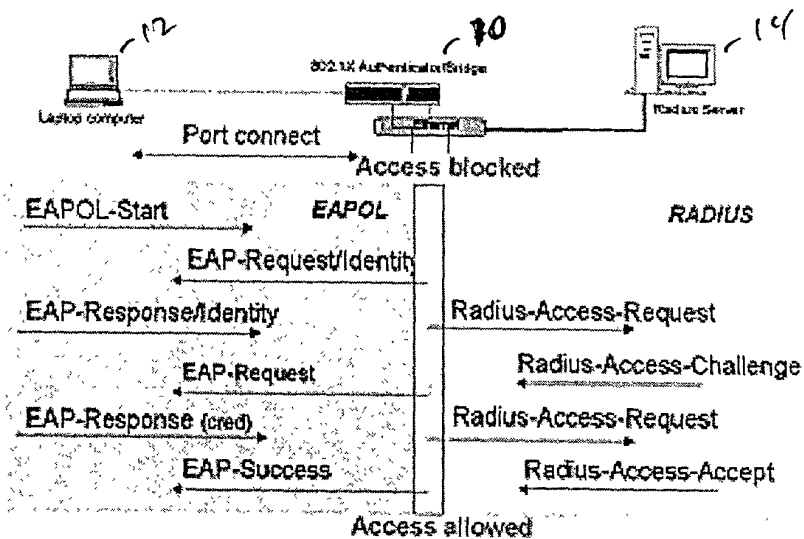 12
10
14
802.1X Authenticator/Bridge
Laptop computer
Ethernet
Radius Server
Port connect
Access blocked
EAPOL-Start
EAPOL
RADIUS
EAP-Request/Identity
EAP-Response/Identity
Radius-Access-Request
EAP-Request
Radius-Access-Challenge
EAP-Response (cred)
Radius-Access-Request
EAP-Success
Radius-Access-Accept
Access allowed